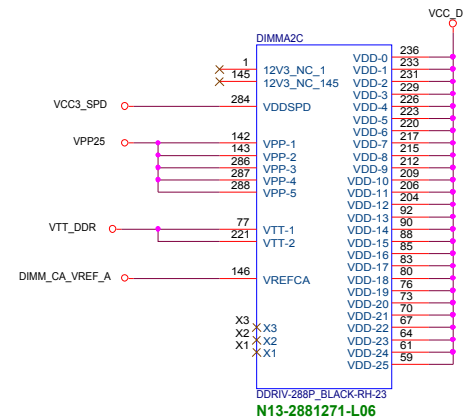 VCC_D
DIMMA2C
1 12V3_NC_1
145 12V3_NC_145
VCC3_SPD 284 VDDSPD
VPP25 142 VPP-1
143 VPP-2
286 VPP-3
287 VPP-4
288 VPP-5
VTT_DDR 77 VTT-1
221 VTT-2
DIMM_CA_VREF_A 146 VREFCA
X3 X3
X2 X2
X1 X1
VDD-0 236
VDD-1 233
VDD-2 231
VDD-3 229
VDD-4 226
VDD-5 223
VDD-6 220
VDD-7 217
VDD-8 215
VDD-9 212
VDD-10 209
VDD-11 206
VDD-12 204
VDD-13 92
VDD-14 90
VDD-15 88
VDD-16 85
VDD-17 83
VDD-18 80
VDD-19 76
VDD-20 73
VDD-21 70
VDD-22 67
VDD-23 64
VDD-24 61
VDD-25 59
DDRIV-288P_BLACK-RH-23
N13-2881271-L06